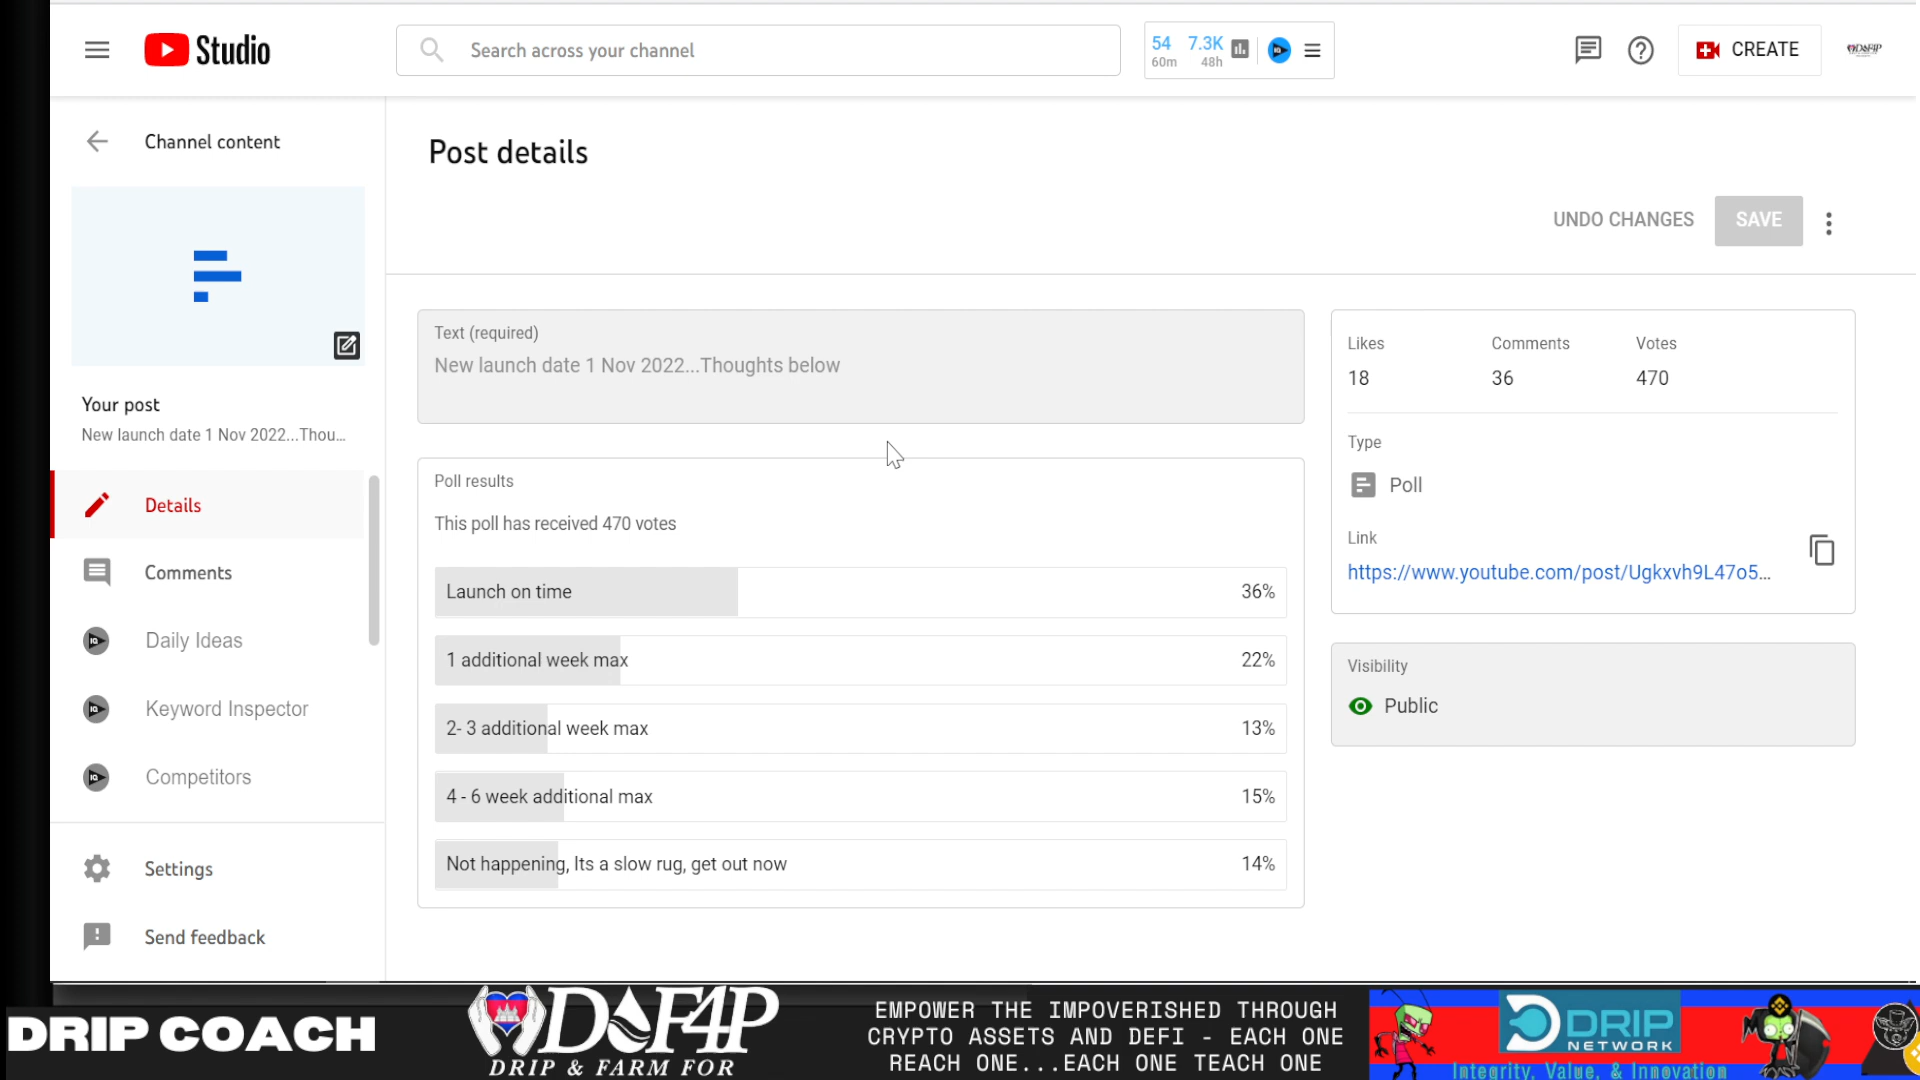 Studio
Search across your channel
54 60m
7.3K 48h
CREATE
Channel content
Post details
UNDO CHANGES
SAVE
Your post
New launch date 1 Nov 2022...Thou...
Details
Comments
Daily Ideas
Keyword Inspector
Competitors
Settings
Send feedback
Text (required)
New launch date 1 Nov 2022...Thoughts below
Poll results
This poll has received 470 votes
Launch on time 36%
1 additional week max 22%
2- 3 additional week max 13%
4 - 6 week additional max 15%
Not happening, Its a slow rug, get out now 14%
Likes Comments Votes
18 36 470
Type
Poll
Link
https://www.youtube.com/post/Ugkxvh9L47o5...
Visibility
Public
DRIP COACH
DOF4P
DRIP & FARM FOR
EMPOWER THE IMPOVERISHED THROUGH
CRYPTO ASSETS AND DEFI - EACH ONE
REACH ONE...EACH ONE TEACH ONE
DRIP
NETWORK
Integrity, Value, & Innovation